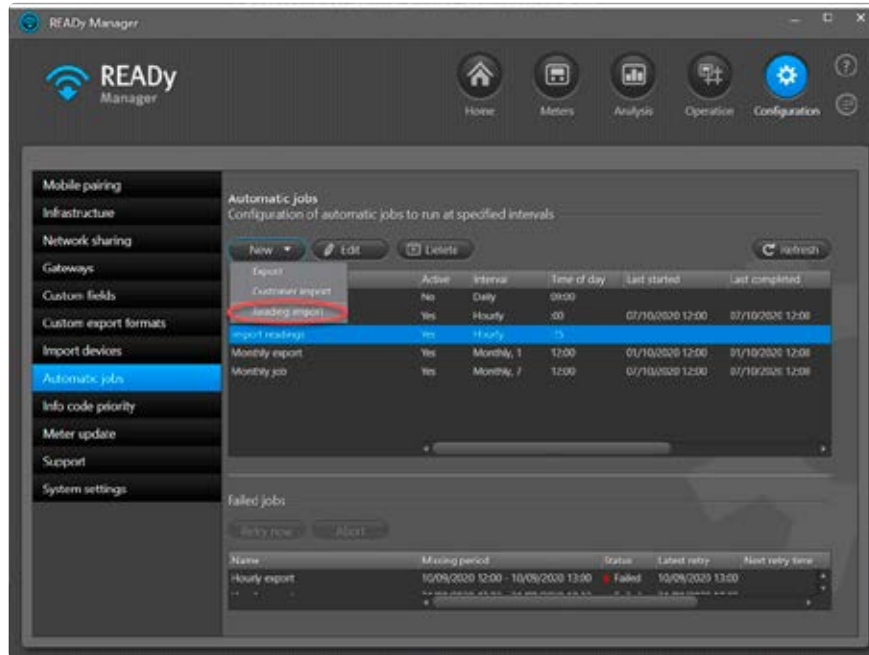 READy Manager
READy
Manager
Home Meters Analysis Operation Configuration
Mobile pairing
Infrastructure
Network sharing
Gateways
Custom fields
Custom export formats
Import devices
Automatic jobs
Info code priority
Meter update
Support
System settings
Automatic jobs
Configuration of automatic jobs to run at specified intervals
New Edit Delete Refresh
Export
Customer import
Reading import
Active Interval Time of day Last started Last completed
No Daily 09:00
Yes Hourly :00 07/10/2020 12:00 07/10/2020 12:00
Import readings Yes Hourly :15
Monthly export Yes Monthly, 1 12:00 01/10/2020 12:00 01/10/2020 12:00
Monthly job Yes Monthly, 7 12:00 07/10/2020 12:00 07/10/2020 12:00
Failed jobs
Retry now Abort
Name Missing period Status Latest retry Next retry time
Hourly export 10/09/2020 12:00 - 10/09/2020 13:00 Failed 10/09/2020 13:00